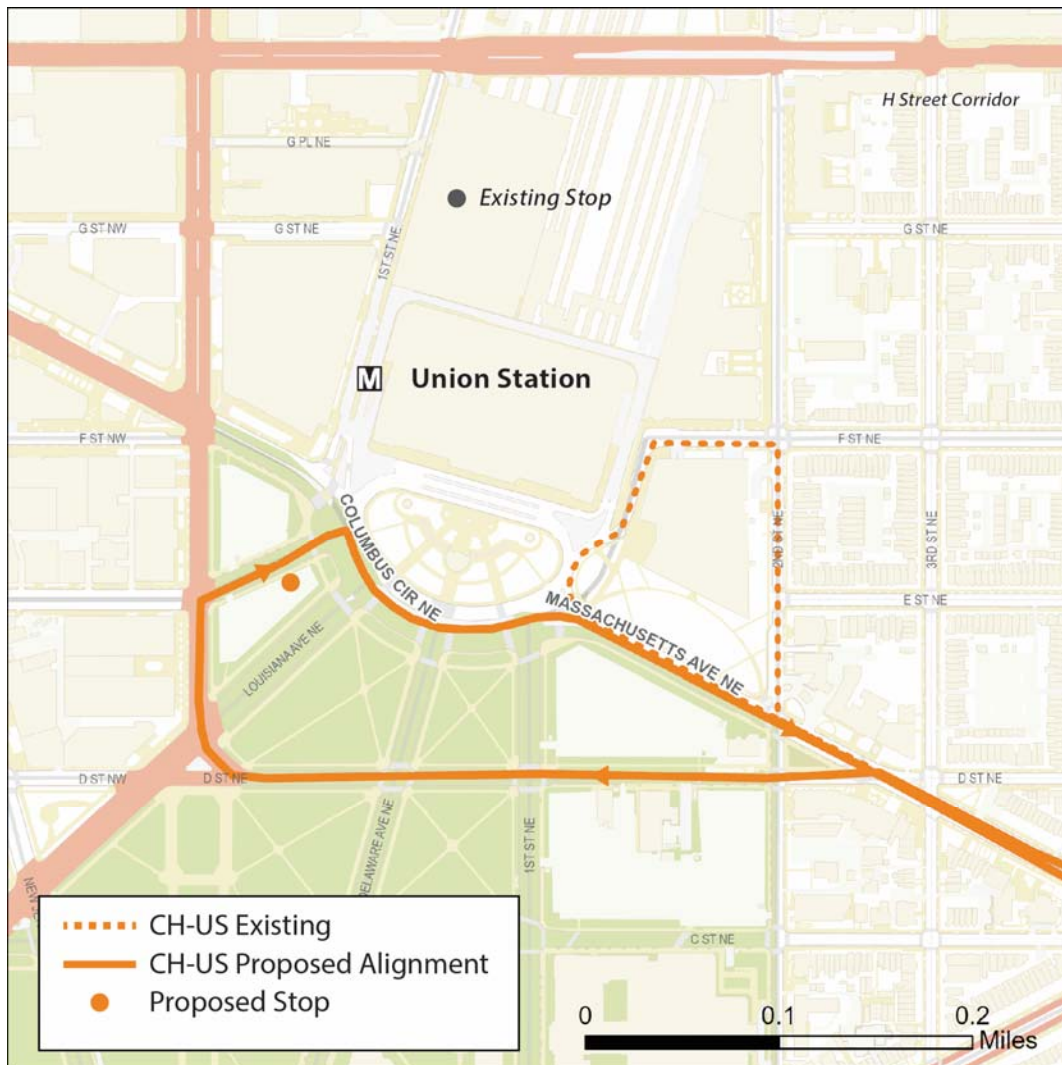 H Street Corridor
G PL NE
Existing Stop
G ST NW
G ST NE
G ST NE
1ST ST NE
M
Union Station
F ST NW
F ST NE
COLUMBUS CIR NE
2ND ST NE
3RD ST NE
MASSACHUSETTS AVE NE
E ST NE
LOUISIANA AVE NE
D ST NW
D ST NE
D ST NE
DELAWARE AVE NE
1ST ST NE
C ST NE
CH-US Existing
CH-US Proposed Alignment
Proposed Stop
0
0.1
0.2
Miles